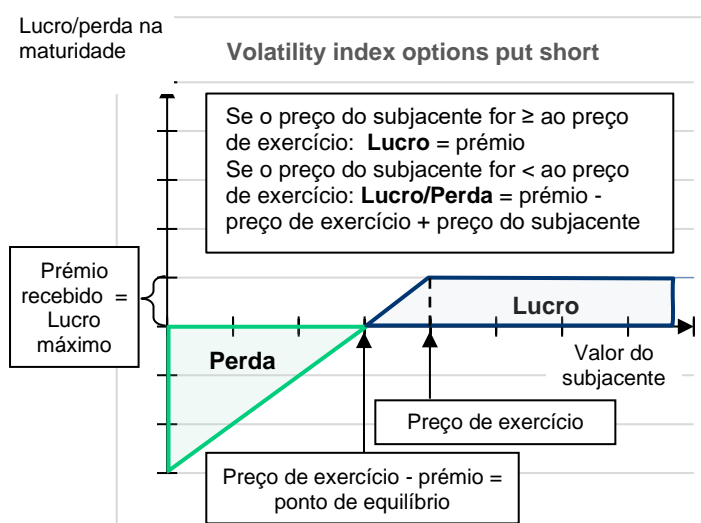 Lucro/perda na
maturidade
Volatility index options put short
Se o preço do subjacente for ≥ ao preço
de exercício:  Lucro = prémio
Se o preço do subjacente for < ao preço
de exercício: Lucro/Perda = prémio -
preço de exercício + preço do subjacente
Prémio
recebido =
Lucro
máximo
Lucro
Perda
Valor do
subjacente
Preço de exercício
Preço de exercício - prémio =
ponto de equilíbrio